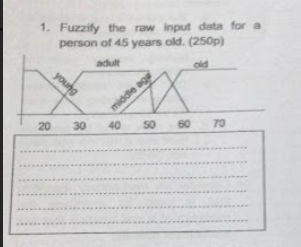 1. Fuzzify the raw input data for a
person of 45 years old. (250p)
adult
old
young
middle age
20 30 40 50 60 70